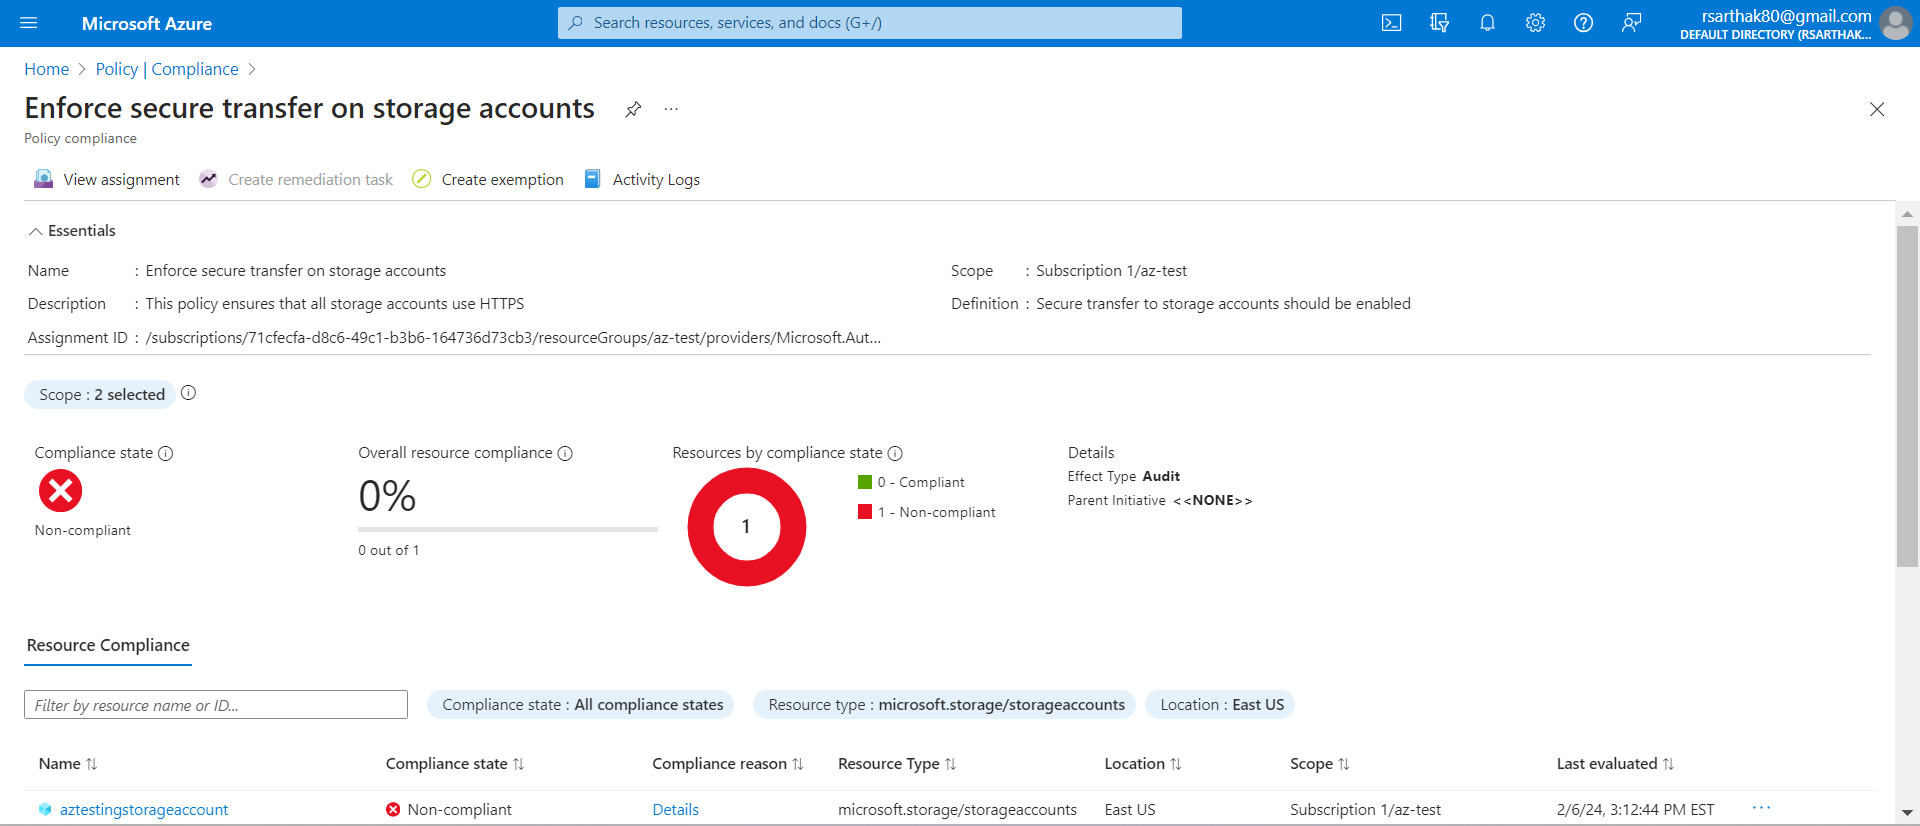 Microsoft Azure
Search resources, services, and docs (G+/)
rsarthak80@gmail.com
DEFAULT DIRECTORY (RSARTHAK...
Home > Policy | Compliance >
Enforce secure transfer on storage accounts ...
Policy compliance
View assignment Create remediation task Create exemption Activity Logs
Essentials
Name : Enforce secure transfer on storage accounts
Scope : Subscription 1/az-test
Description : This policy ensures that all storage accounts use HTTPS
Definition : Secure transfer to storage accounts should be enabled
Assignment ID : /subscriptions/71cfecfa-d8c6-49c1-b3b6-164736d73cb3/resourceGroups/az-test/providers/Microsoft.Aut...
Scope : 2 selected
Compliance state
Non-compliant
Overall resource compliance
0%
0 out of 1
Resources by compliance state
1
0 - Compliant
1 - Non-compliant
Details
Effect Type Audit
Parent Initiative <<NONE>>
Resource Compliance
Filter by resource name or ID...
Compliance state : All compliance states
Resource type : microsoft.storage/storageaccounts
Location : East US
Name Compliance state Compliance reason Resource Type Location Scope Last evaluated
aztestingstorageaccount Non-compliant Details microsoft.storage/storageaccounts East US Subscription 1/az-test 2/6/24, 3:12:44 PM EST ...